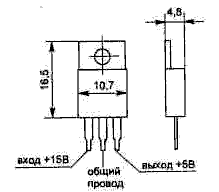 4,8
16,5
10,7
вход +15В
общий
провод
выход +5В